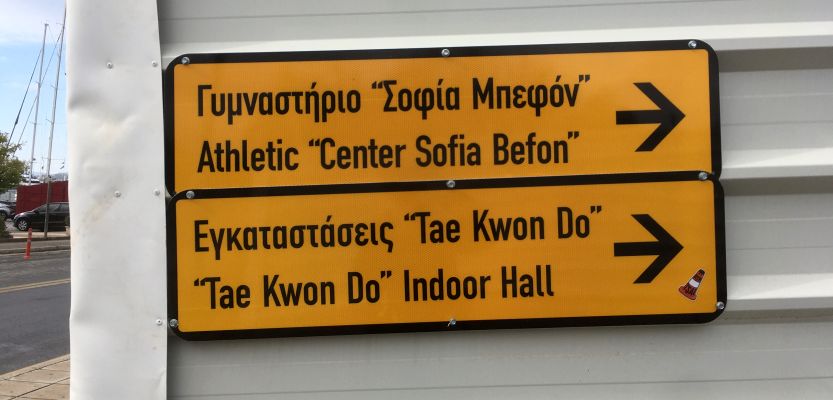 Γυμναστήριο “Σοφία Μπεφόν”
Athletic “Center Sofia Befon”
Εγκαταστάσεις “Tae Kwon Do”
“Tae Kwon Do” Indoor Hall